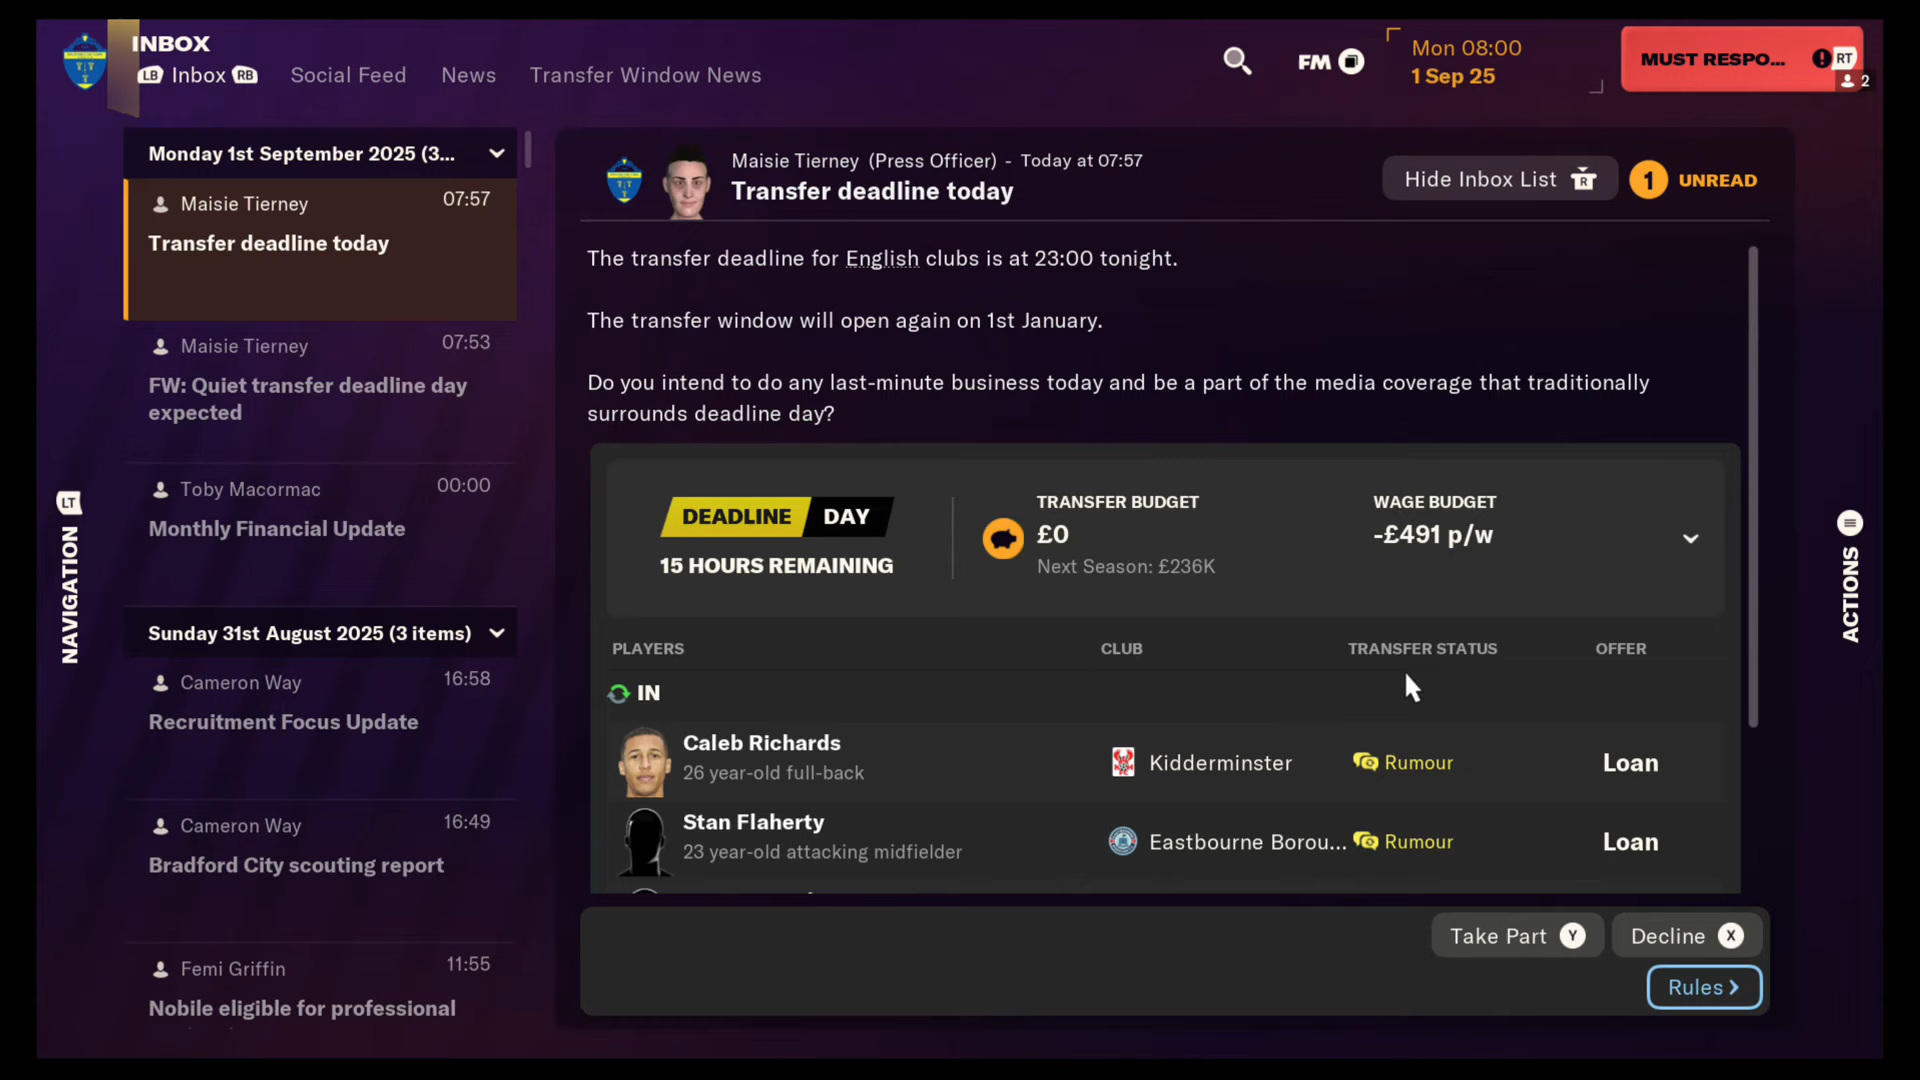 INBOX
LB Inbox RB
Social Feed
News
Transfer Window News
FM
Mon 08:00
1 Sep 25
MUST RESPO... RT
2
Monday 1st September 2025 (3...
Maisie Tierney 07:57
Transfer deadline today
Maisie Tierney 07:53
FW: Quiet transfer deadline day
expected
Toby Macormac 00:00
Monthly Financial Update
Sunday 31st August 2025 (3 items)
Cameron Way 16:58
Recruitment Focus Update
Cameron Way 16:49
Bradford City scouting report
Femi Griffin 11:55
Nobile eligible for professional
LT
NAVIGATION
Maisie Tierney (Press Officer) - Today at 07:57
Transfer deadline today
Hide Inbox List R
1 UNREAD
The transfer deadline for English clubs is at 23:00 tonight.
The transfer window will open again on 1st January.
Do you intend to do any last-minute business today and be a part of the media coverage that traditionally
surrounds deadline day?
DEADLINE DAY
15 HOURS REMAINING
TRANSFER BUDGET
£0
Next Season: £236K
WAGE BUDGET
-£491 p/w
PLAYERS CLUB TRANSFER STATUS OFFER
IN
Caleb Richards
26 year-old full-back
Kidderminster Rumour Loan
Stan Flaherty
23 year-old attacking midfielder
Eastbourne Borou... Rumour Loan
Take Part Y
Decline X
Rules
ACTIONS